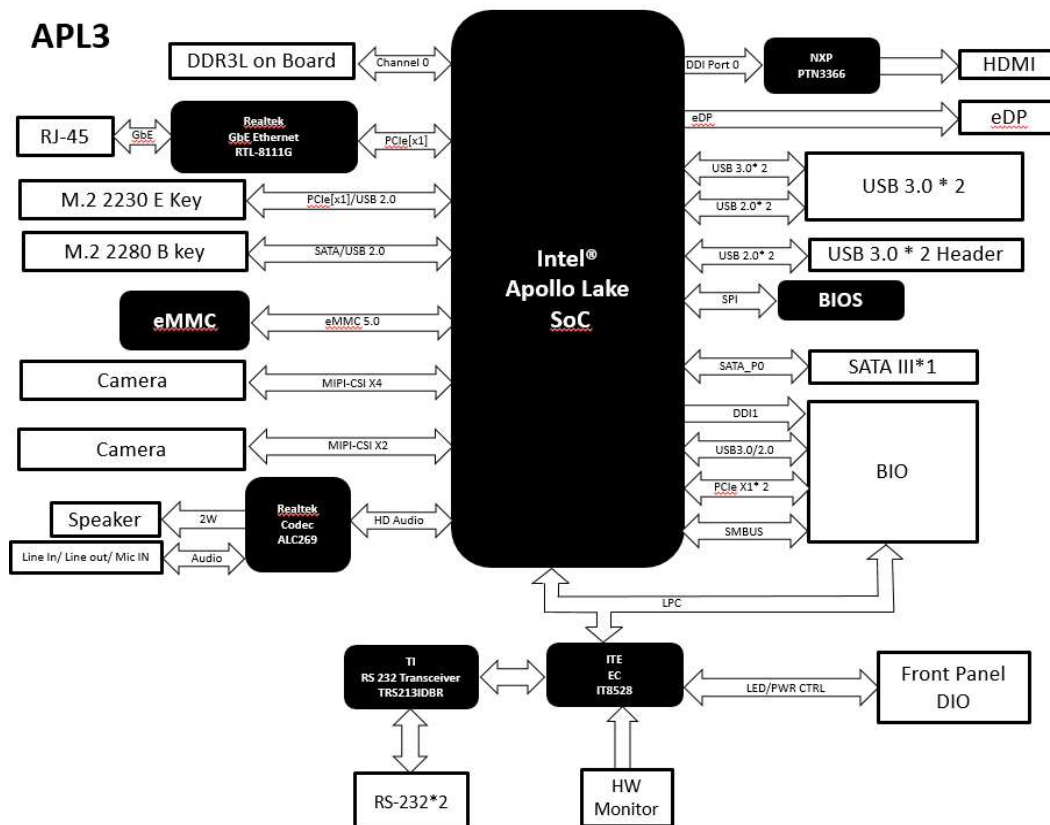 APL3
DDR3L on Board
Channel 0
RJ-45
GbE
Realtek
GbE Ethernet
RTL-8111G
PCIe[x1]
M.2 2230 E Key
PCIe[x1]/USB 2.0
M.2 2280 B key
SATA/USB 2.0
eMMC
eMMC 5.0
Camera
MIPI-CSI X4
Camera
MIPI-CSI X2
Speaker
2W
Realtek
Codec
ALC269
HD Audio
Line In/ Line out/ Mic IN
Audio
Intel®
Apollo Lake
SoC
DDI Port 0
NXP
PTN3366
HDMI
eDP
eDP
USB 3.0* 2
USB 2.0* 2
USB 3.0 * 2
USB 2.0* 2
USB 3.0 * 2 Header
SPI
BIOS
SATA_P0
SATA III*1
DDI1
USB3.0/2.0
PCIe X1* 2
SMBUS
BIO
LPC
TI
RS 232 Transceiver
TRS213IDBR
ITE
EC
IT8528
LED/PWR CTRL
Front Panel
DIO
RS-232*2
HW
Monitor